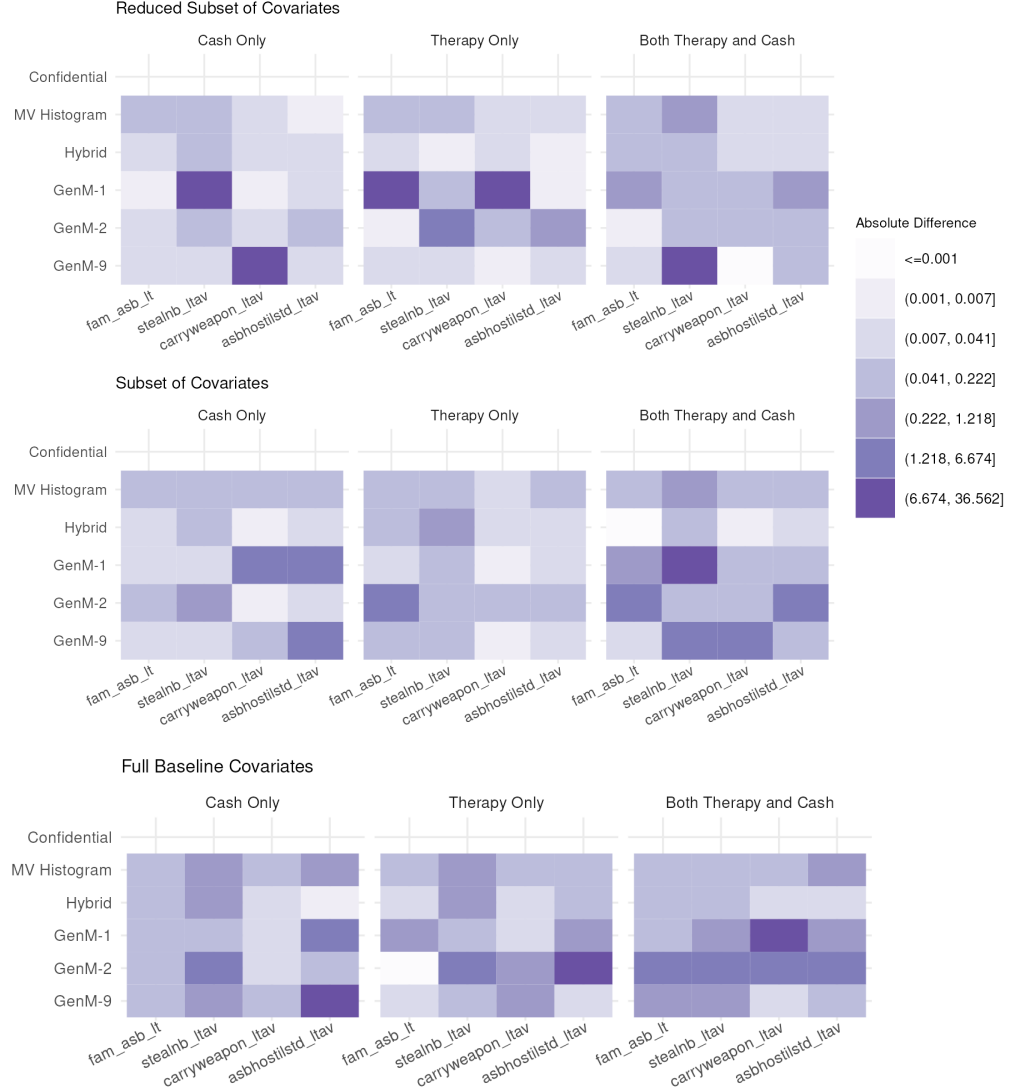 Reduced Subset of Covariates
Cash Only
Therapy Only
Both Therapy and Cash
Confidential
MV Histogram
Hybrid
GenM-1
GenM-2
GenM-9
fam_asb_lt
stealnb_ltav
carryweapon_ltav
asbhostilstd_ltav
fam_asb_lt
stealnb_ltav
carryweapon_ltav
asbhostilstd_ltav
fam_asb_lt
stealnb_ltav
carryweapon_ltav
asbhostilstd_ltav
Absolute Difference
<=0.001
(0.001, 0.007]
(0.007, 0.041]
(0.041, 0.222]
(0.222, 1.218]
(1.218, 6.674]
(6.674, 36.562]
Subset of Covariates
Cash Only
Therapy Only
Both Therapy and Cash
Confidential
MV Histogram
Hybrid
GenM-1
GenM-2
GenM-9
fam_asb_lt
stealnb_ltav
carryweapon_ltav
asbhostilstd_ltav
fam_asb_lt
stealnb_ltav
carryweapon_ltav
asbhostilstd_ltav
fam_asb_lt
stealnb_ltav
carryweapon_ltav
asbhostilstd_ltav
Full Baseline Covariates
Cash Only
Therapy Only
Both Therapy and Cash
Confidential
MV Histogram
Hybrid
GenM-1
GenM-2
GenM-9
fam_asb_lt
stealnb_ltav
carryweapon_ltav
asbhostilstd_ltav
fam_asb_lt
stealnb_ltav
carryweapon_ltav
asbhostilstd_ltav
fam_asb_lt
stealnb_ltav
carryweapon_ltav
asbhostilstd_ltav